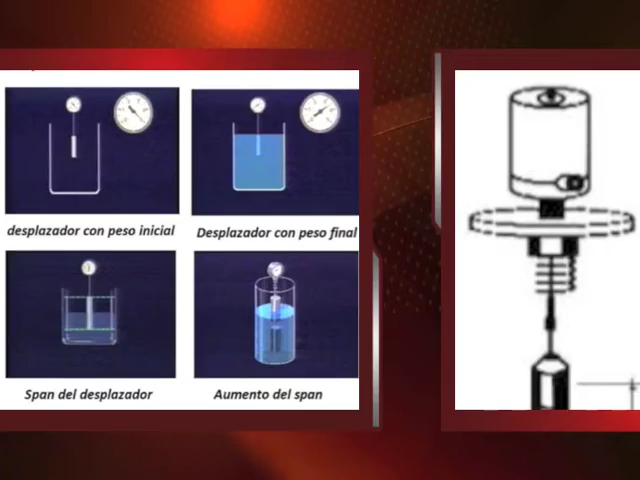 desplazador con peso inicial
Desplazador con peso final
Span del desplazador
Aumento del span